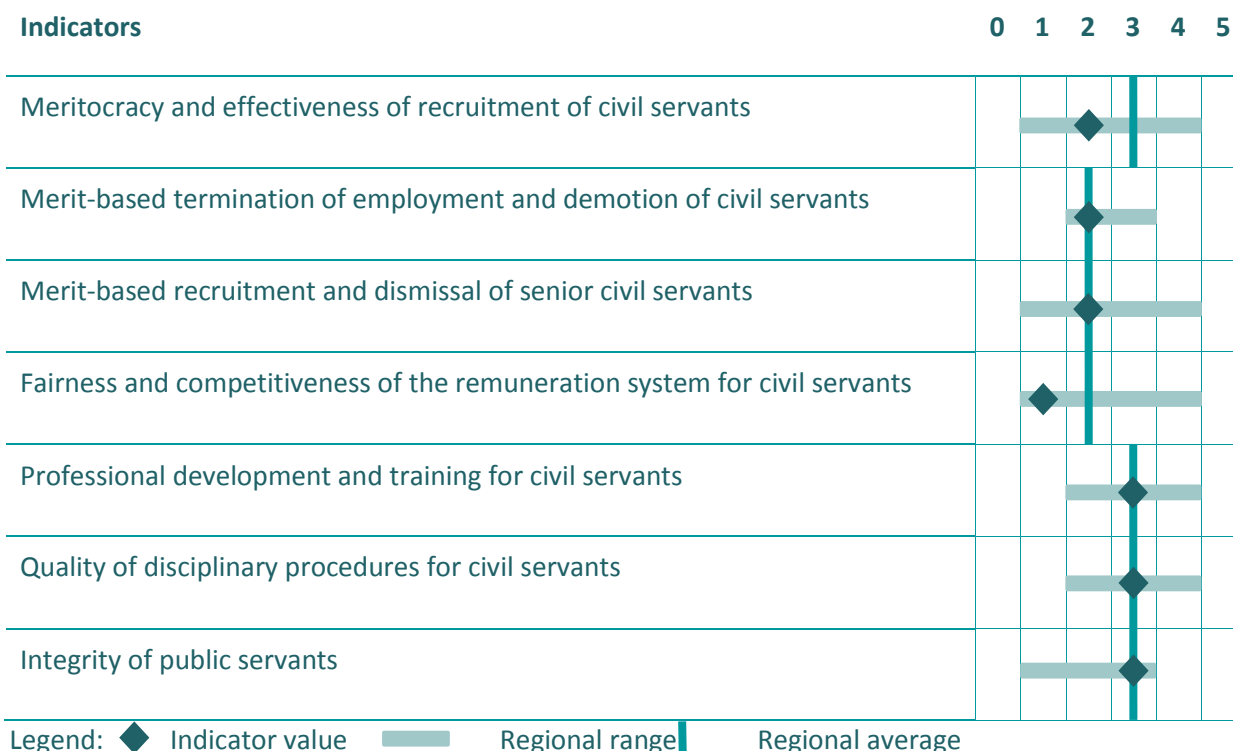 Indicators 0 1 2 3 4 5
Meritocracy and effectiveness of recruitment of civil servants
Merit-based termination of employment and demotion of civil servants
Merit-based recruitment and dismissal of senior civil servants
Fairness and competitiveness of the remuneration system for civil servants
Professional development and training for civil servants
Quality of disciplinary procedures for civil servants
Integrity of public servants
Legend: Indicator value Regional range Regional average